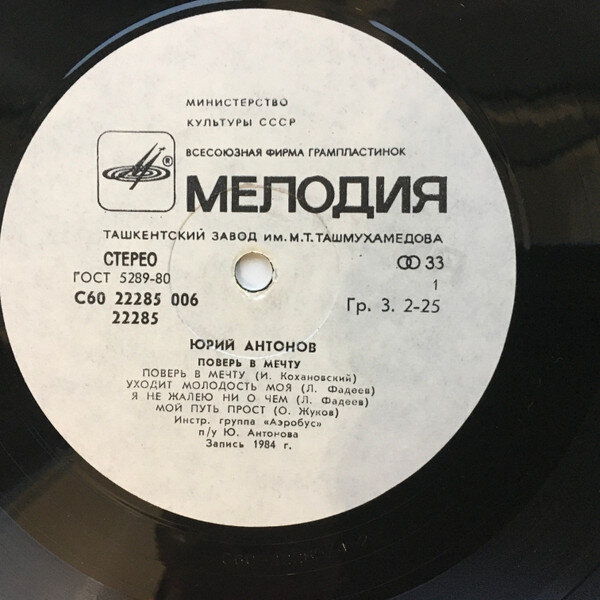 МИНИСТЕРСТВО
КУЛЬТУРЫ СССР
ВСЕСОЮЗНАЯ ФИРМА ГРАМПЛАСТИНОК
®
МЕЛОДИЯ
ТАШКЕНТСКИЙ ЗАВОД ИМ. М.Т. ТАШМУХАМЕДОВА
СТЕРЕО
33
ГОСТ 5289-80
1
С60 22285 006
Гр. 3. 2-25
22285
ЮРИЙ АНТОНОВ
ПОВЕРЬ В МЕЧТУ
ПОВЕРЬ В МЕЧТУ (И. Кохановский)
УХОДИТ МОЛОДОСТЬ МОЯ (Л. Фадеев)
Я НЕ ЖАЛЕЮ НИ О ЧЕМ (Л. Фадеев)
МОЙ ПУТЬ ПРОСТ (О. Жуков)
Инстр. группа «Аэробус»
п/у Ю. Антонова
Запись 1984 г.